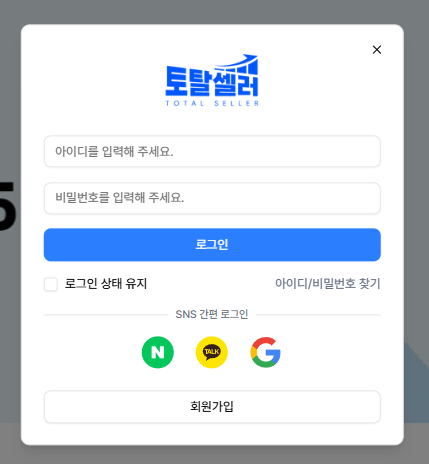 토탈셀러
TOTAL SELLER
5
아이디를 입력해 주세요.
비밀번호를 입력해 주세요.
로그인
로그인 상태 유지 아이디/비밀번호 찾기
SNS 간편 로그인
N TALK G
회원가입